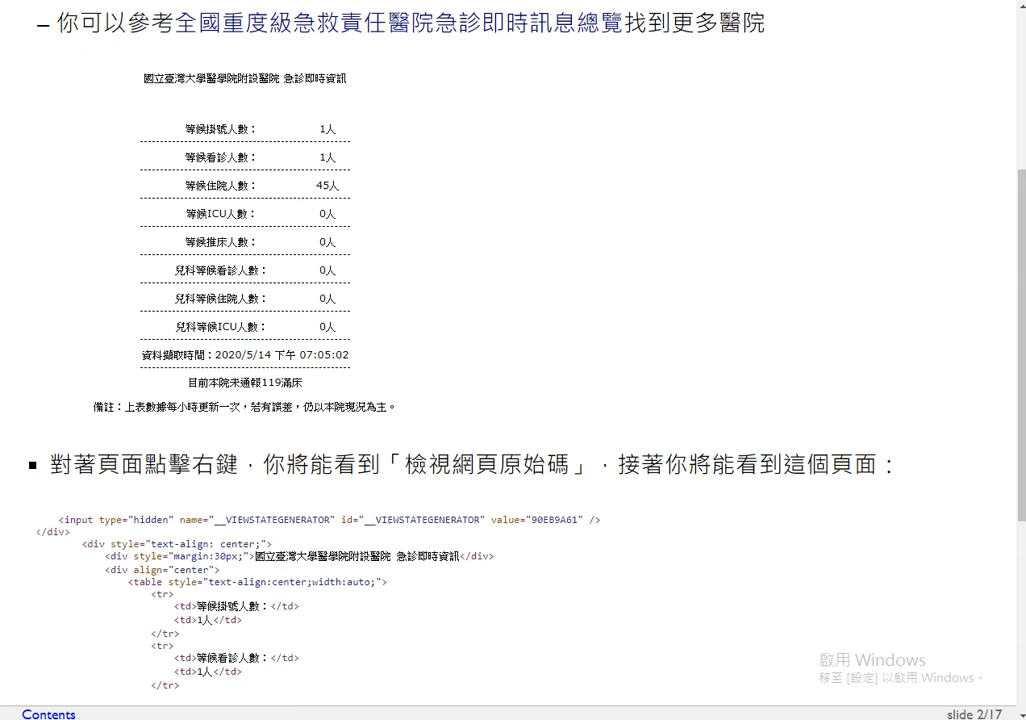 – 你可以參考全國重度級急救責任醫院急診即時訊息總覽找到更多醫院
國立臺灣大學醫學院附設醫院 急診即時資訊
等候掛號人數： 1人
等候看診人數： 1人
等候住院人數： 45人
等候ICU人數： 0人
等候推床人數： 0人
兒科等候看診人數： 0人
兒科等候住院人數： 0人
兒科等候ICU人數： 0人
資料擷取時間：2020/5/14 下午 07:05:02
目前本院未通報119滿床
備註：上表數據每小時更新一次，若有誤差，仍以本院現況為主。
▪ 對著頁面點擊右鍵，你將能看到「檢視網頁原始碼」，接著你將能看到這個頁面：
<input type="hidden" name="__VIEWSTATEGENERATOR" id="__VIEWSTATEGENERATOR" value="90EB9A61" />
</div>
<div style="text-align: center;">
<div style="margin:30px;">國立臺灣大學醫學院附設醫院 急診即時資訊</div>
<div align="center">
<table style="text-align:center;width:auto;">
<tr>
<td>等候掛號人數：</td>
<td>1人</td>
</tr>
<tr>
<td>等候看診人數：</td>
<td>1人</td>
</tr>
啟用 Windows
移至 [設定] 以啟用 Windows。
Contents
slide 2/17